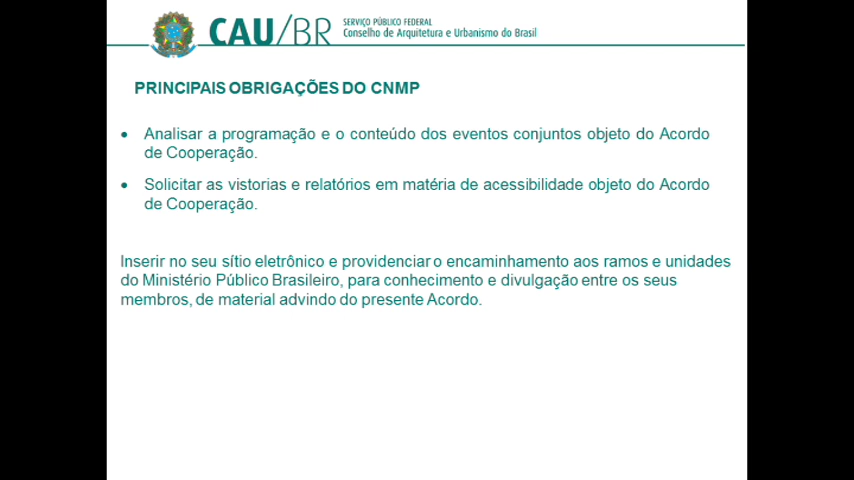 CAU/BR
SERVIÇO PÚBLICO FEDERAL
Conselho de Arquitetura e Urbanismo do Brasil
PRINCIPAIS OBRIGAÇÕES DO CNMP
• Analisar a programação e o conteúdo dos eventos conjuntos objeto do Acordo
de Cooperação.
• Solicitar as vistorias e relatórios em matéria de acessibilidade objeto do Acordo
de Cooperação.
Inserir no seu sítio eletrônico e providenciar o encaminhamento aos ramos e unidades
do Ministério Público Brasileiro, para conhecimento e divulgação entre os seus
membros, de material advindo do presente Acordo.